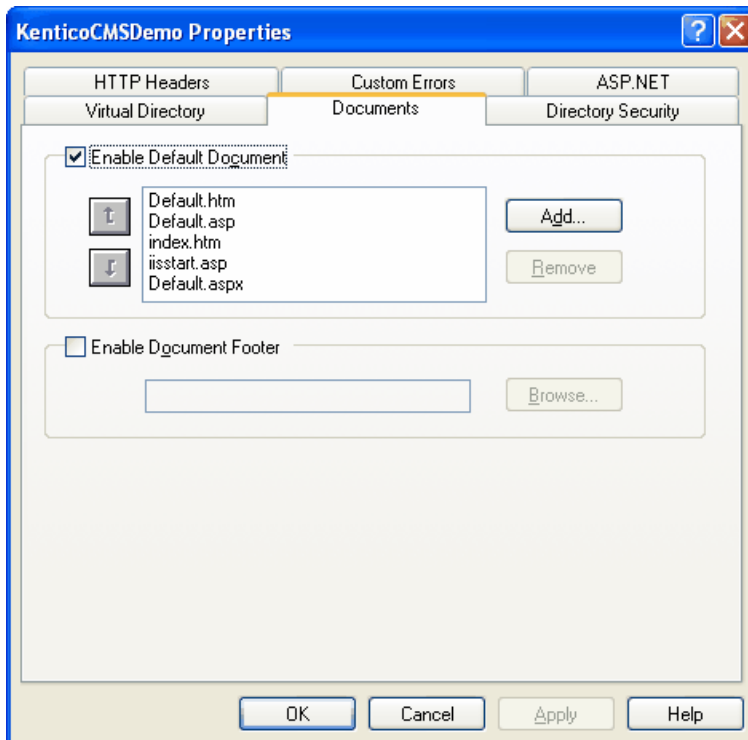 KenticoCMSDemo Properties
HTTP Headers
Custom Errors
ASP.NET
Virtual Directory
Documents
Directory Security
Enable Default Document
Default.htm
Default.asp
index.htm
iisstart.asp
Default.aspx
Add...
Remove
Enable Document Footer
Browse...
OK
Cancel
Apply
Help